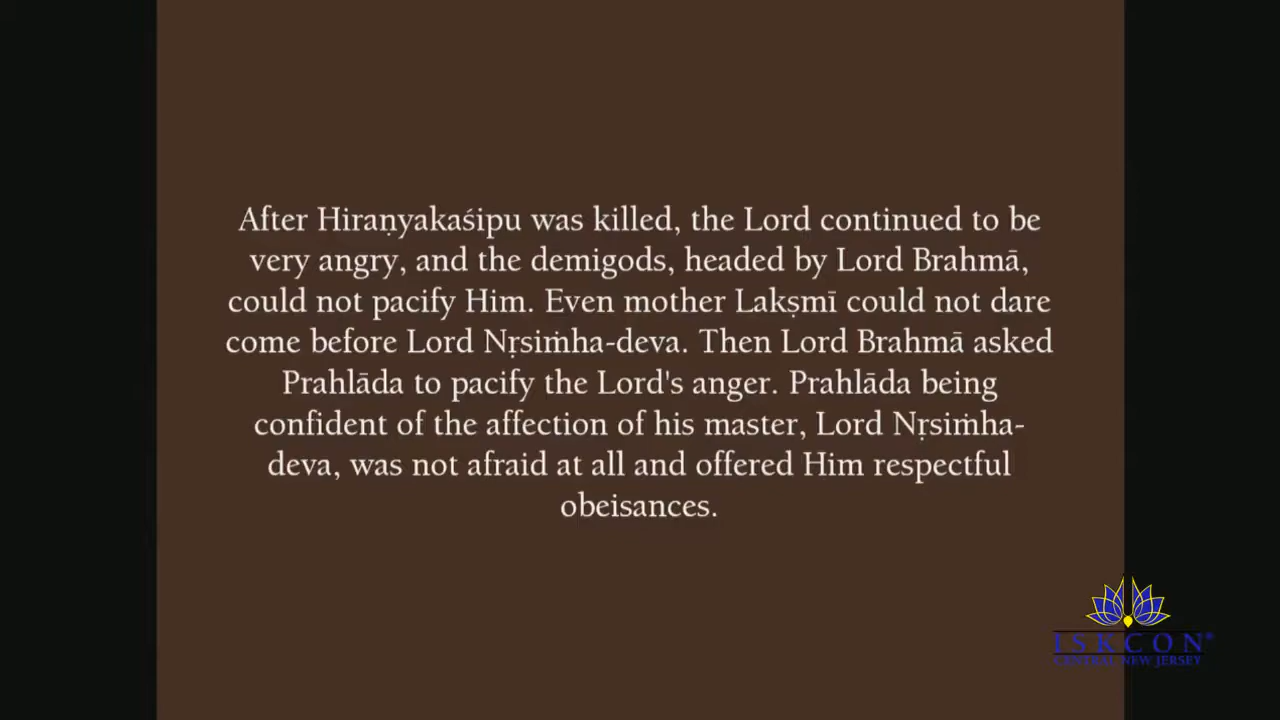 After Hiraṇyakaśipu was killed, the Lord continued to be
very angry, and the demigods, headed by Lord Brahmā,
could not pacify Him. Even mother Lakṣmī could not dare
come before Lord Nṛsiṁha-deva. Then Lord Brahmā asked
Prahlāda to pacify the Lord's anger. Prahlāda being
confident of the affection of his master, Lord Nṛsiṁha-
deva, was not afraid at all and offered Him respectful
obeisances.
ISKCON®
CENTRAL NEW JERSEY